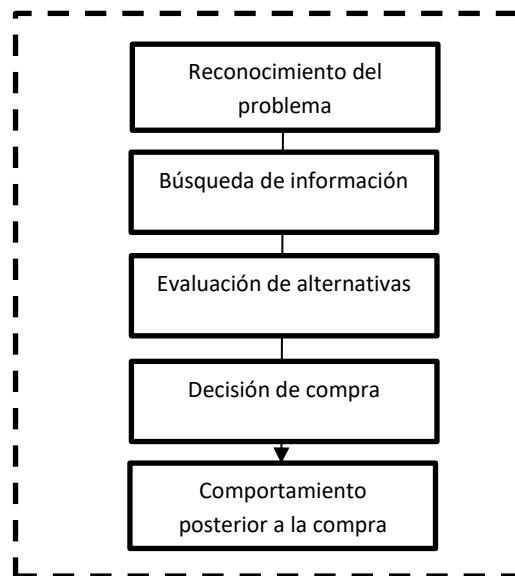 Reconocimiento del
problema
Búsqueda de información
Evaluación de alternativas
Decisión de compra
Comportamiento
posterior a la compra